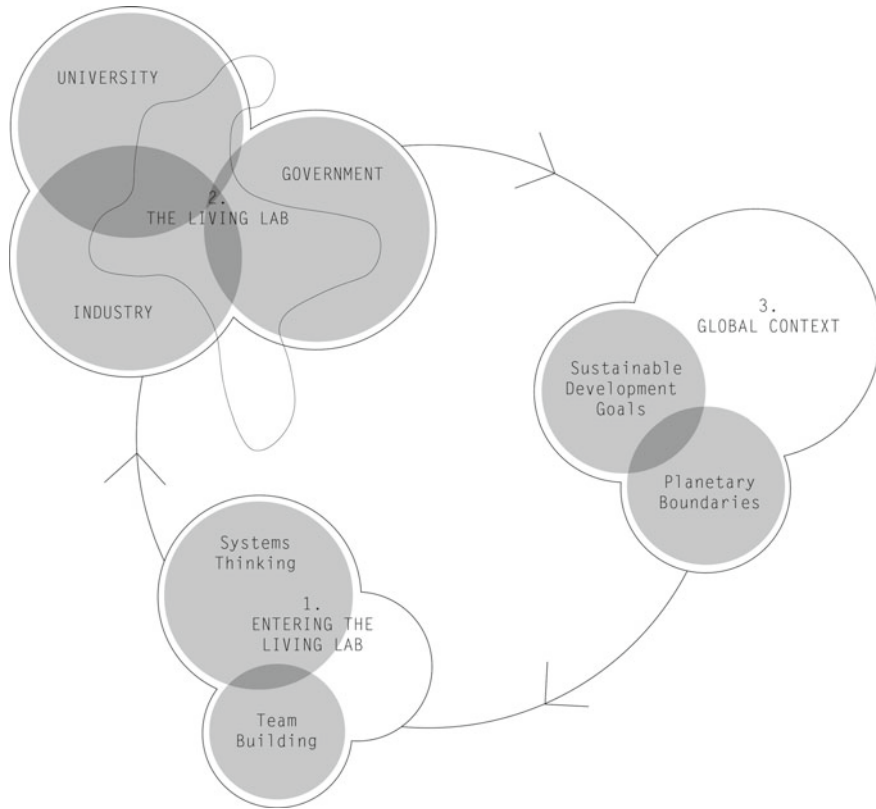 UNIVERSITY
GOVERNMENT
2.
THE LIVING LAB
INDUSTRY
3.
GLOBAL CONTEXT
Sustainable
Development
Goals
Planetary
Boundaries
Systems
Thinking
1.
ENTERING THE
LIVING LAB
Team
Building